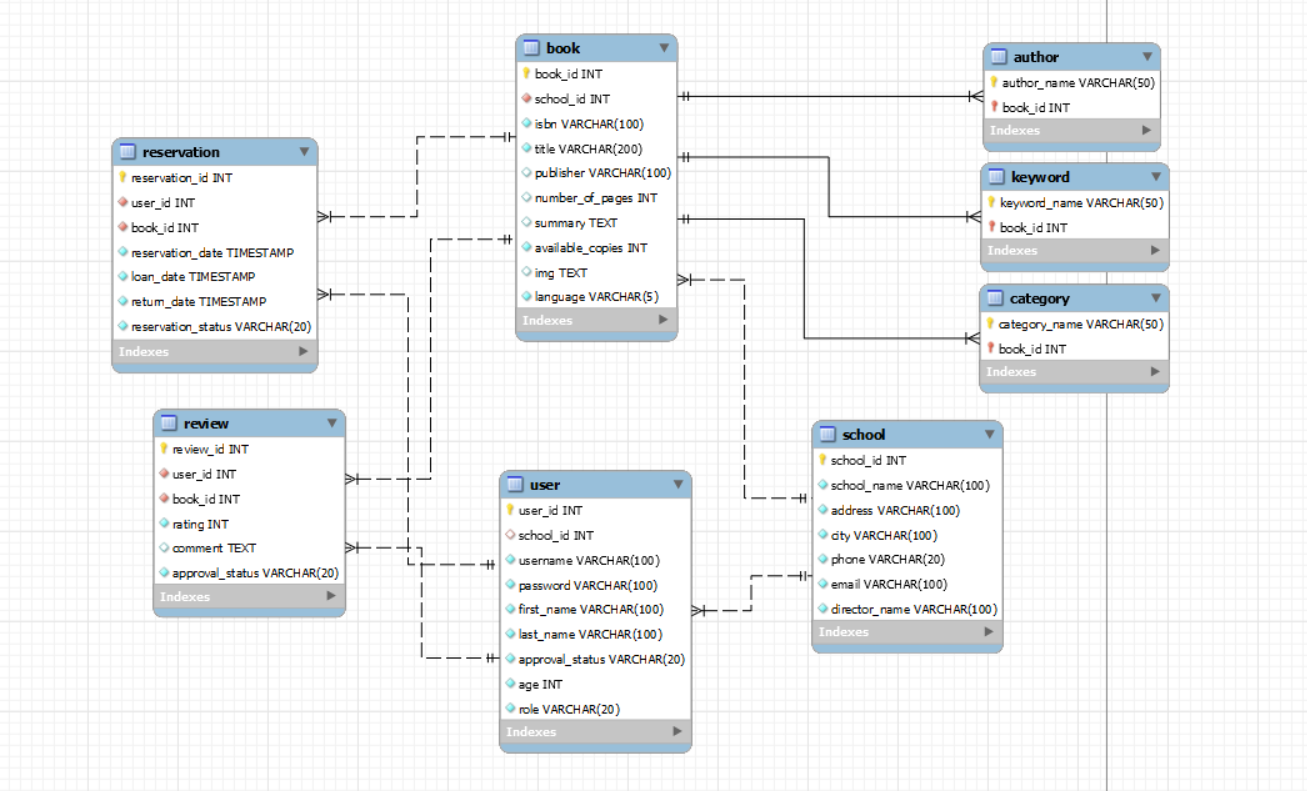 book
book_id INT
school_id INT
isbn VARCHAR(100)
title VARCHAR(200)
publisher VARCHAR(100)
number_of_pages INT
summary TEXT
available_copies INT
img TEXT
language VARCHAR(5)
Indexes
author
author_name VARCHAR(50)
book_id INT
Indexes
reservation
reservation_id INT
user_id INT
book_id INT
reservation_date TIMESTAMP
loan_date TIMESTAMP
return_date TIMESTAMP
reservation_status VARCHAR(20)
Indexes
keyword
keyword_name VARCHAR(50)
book_id INT
Indexes
category
category_name VARCHAR(50)
book_id INT
Indexes
review
review_id INT
user_id INT
book_id INT
rating INT
comment TEXT
approval_status VARCHAR(20)
Indexes
user
user_id INT
school_id INT
username VARCHAR(100)
password VARCHAR(100)
first_name VARCHAR(100)
last_name VARCHAR(100)
approval_status VARCHAR(20)
age INT
role VARCHAR(20)
Indexes
school
school_id INT
school_name VARCHAR(100)
address VARCHAR(100)
city VARCHAR(100)
phone VARCHAR(20)
email VARCHAR(100)
director_name VARCHAR(100)
Indexes